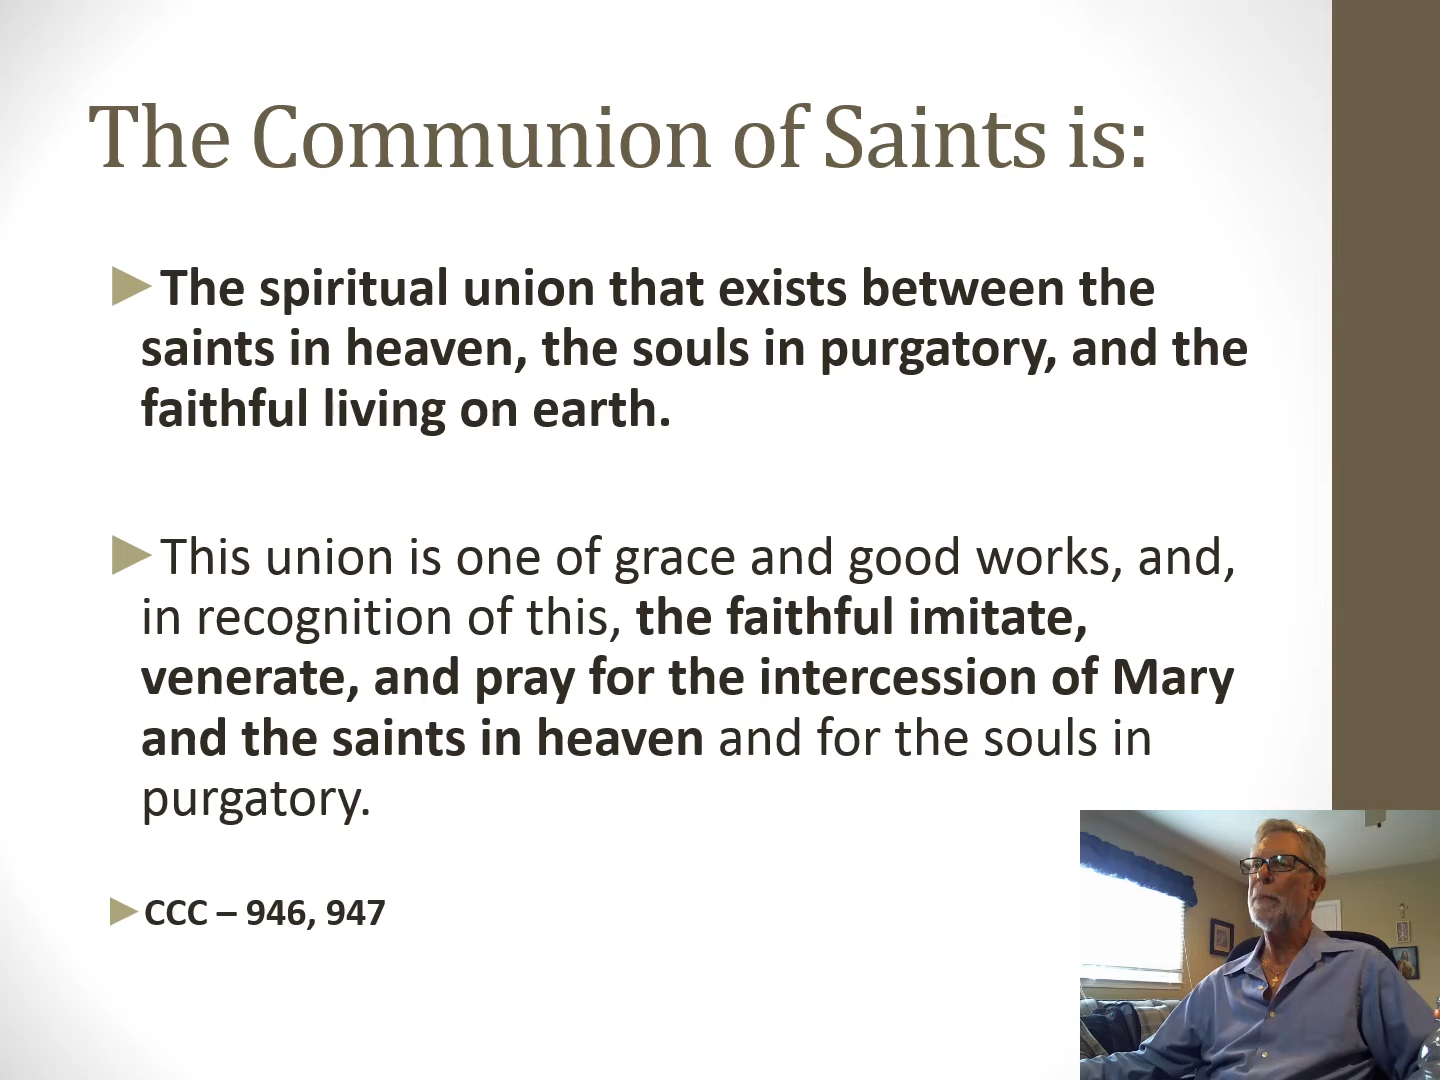 The Communion of Saints is:
The spiritual union that exists between the
saints in heaven, the souls in purgatory, and the
faithful living on earth.
This union is one of grace and good works, and,
in recognition of this, the faithful imitate,
venerate, and pray for the intercession of Mary
and the saints in heaven and for the souls in
purgatory.
CCC – 946, 947